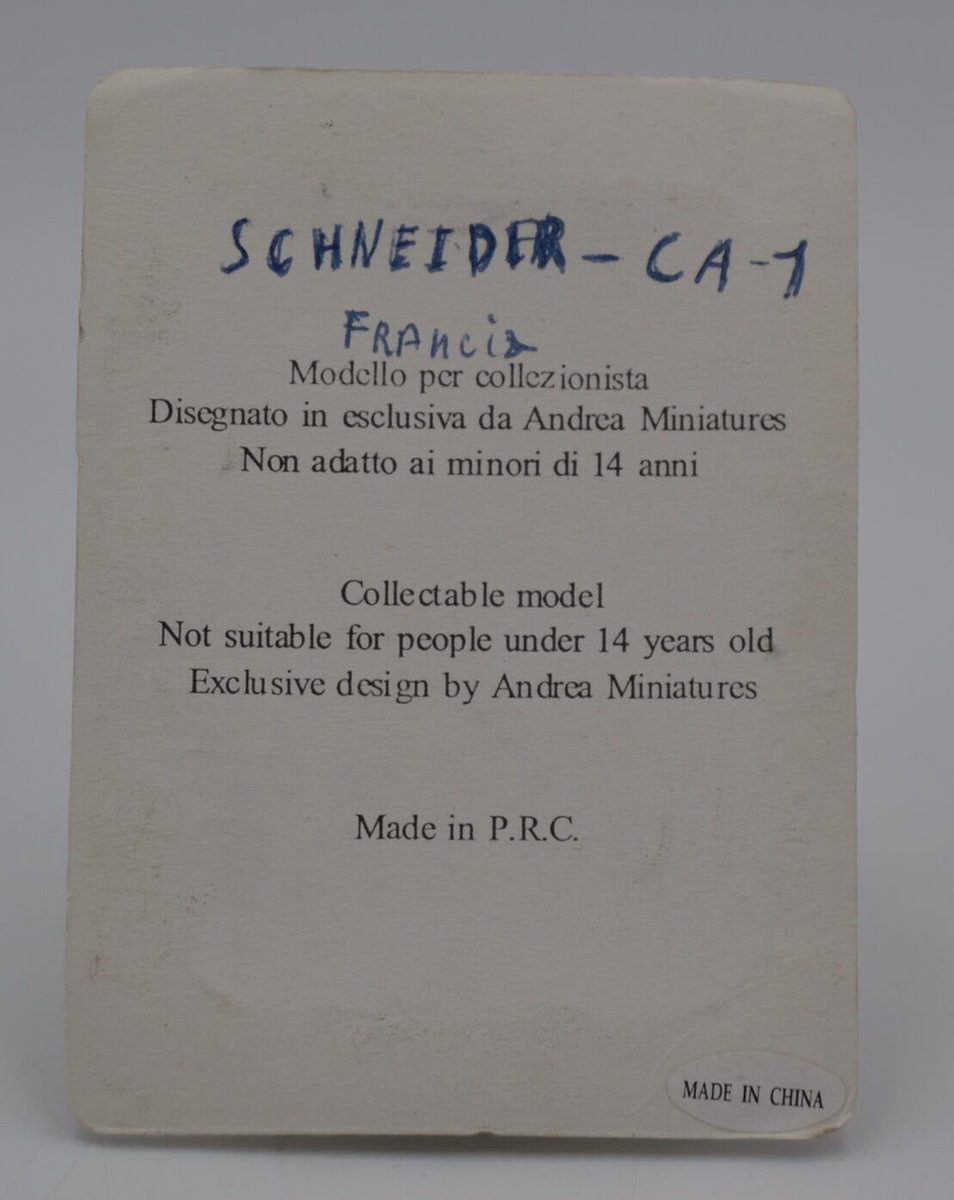 SCHNEIDER - CA-1
FRANCIA
Modello per collezionista
Disegnato in esclusiva da Andrea Miniatures
Non adatto ai minori di 14 anni
Collectable model
Not suitable for people under 14 years old
Exclusive design by Andrea Miniatures
Made in P.R.C.
MADE IN CHINA